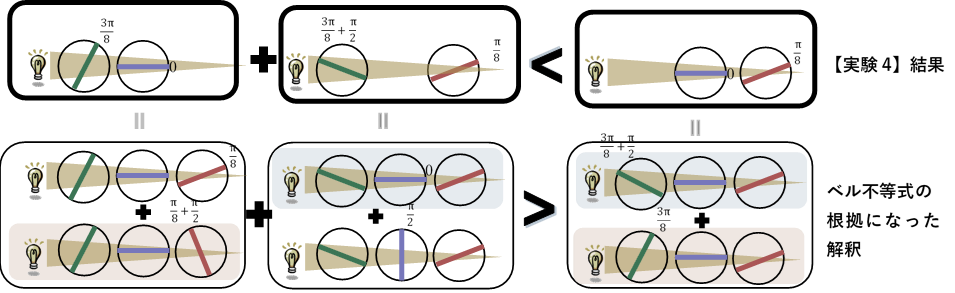 3π/8
0
+
3π/8 + π/2
π/8
<
0
π/8
【実験4】結果
=
=
=
π/8
+
π/8 + π/2
+
0
+
π/2
>
3π/8 + π/2
+
3π/8
ベル不等式の
根拠になった
解釈